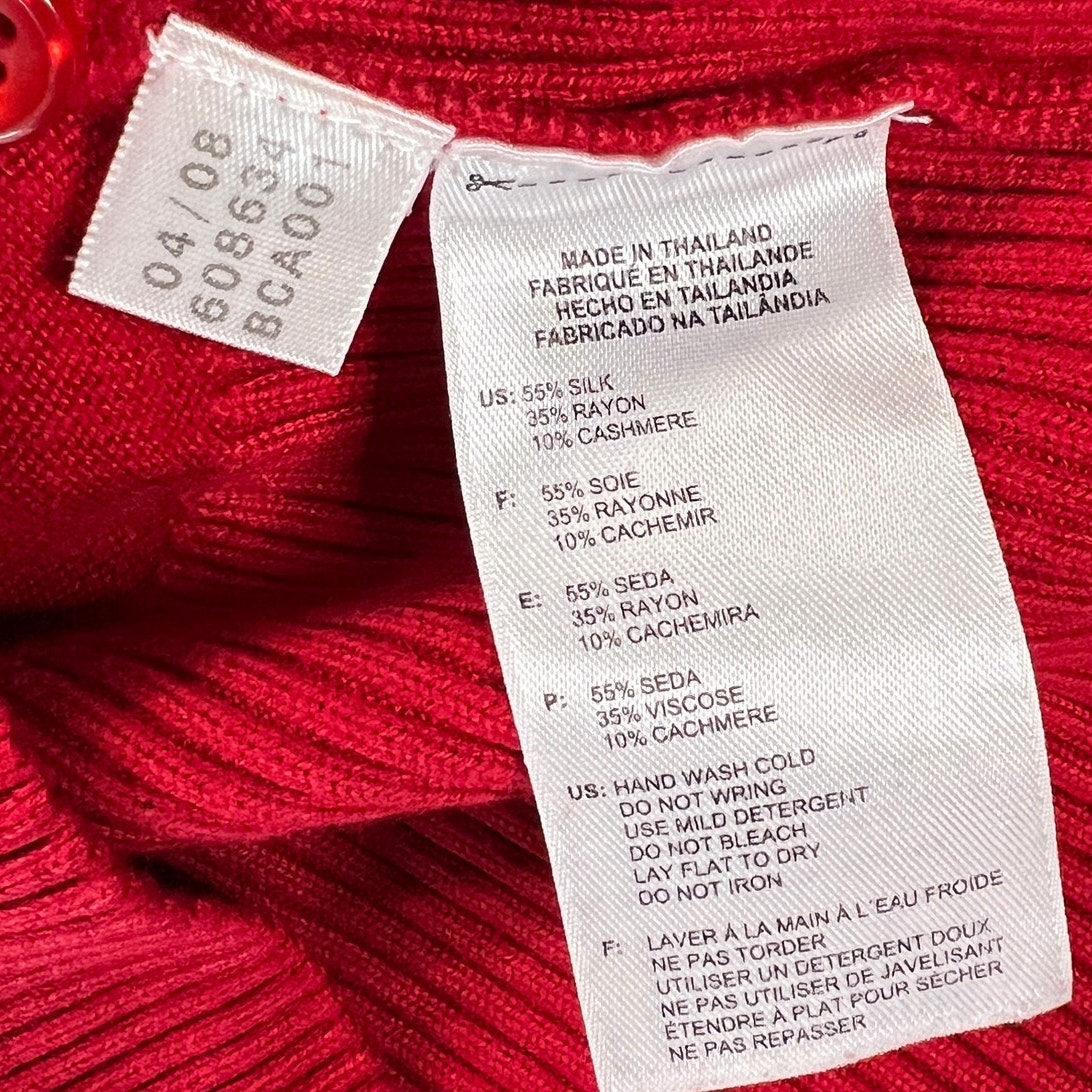 04/08
608634
BCA001
MADE IN THAILAND
FABRIQUÉ EN THAILANDE
HECHO EN TAILANDIA
FABRICADO NA TAILÂNDIA
US: 55% SILK
35% RAYON
10% CASHMERE
F: 55% SOIE
35% RAYONNE
10% CACHEMIR
E: 55% SEDA
35% RAYON
10% CACHEMIRA
P: 55% SEDA
35% VISCOSE
10% CACHMERE
US: HAND WASH COLD
DO NOT WRING
USE MILD DETERGENT
DO NOT BLEACH
LAY FLAT TO DRY
DO NOT IRON
F: LAVER À LA MAIN À L'EAU FROIDE
NE PAS TORDER
UTILISER UN DETERGENT DOUX
NE PAS UTILISER DE JAVELISANT
ÉTENDRE À PLAT POUR SÉCHER
NE PAS REPASSER